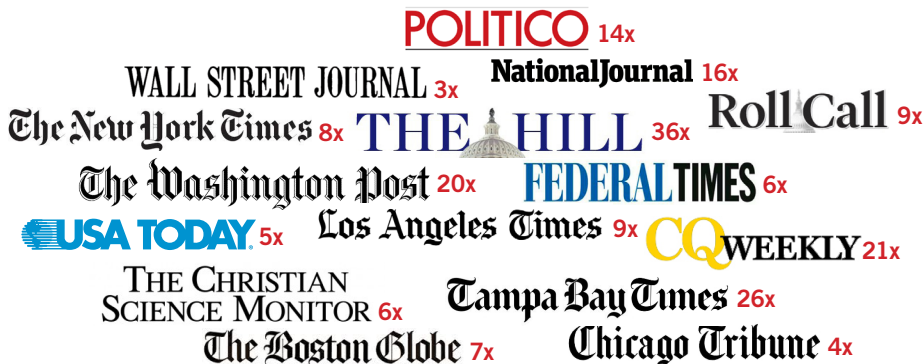 POLITICO 14x
WALL STREET JOURNAL 3x
NationalJournal 16x
The New York Times 8x
THE HILL 36x
Roll Call 9x
The Washington Post 20x
FEDERALTIMES 6x
USA TODAY 5x
Los Angeles Times 9x
CQ WEEKLY 21x
THE CHRISTIAN
SCIENCE MONITOR 6x
Tampa Bay Times 26x
The Boston Globe 7x
Chicago Tribune 4x